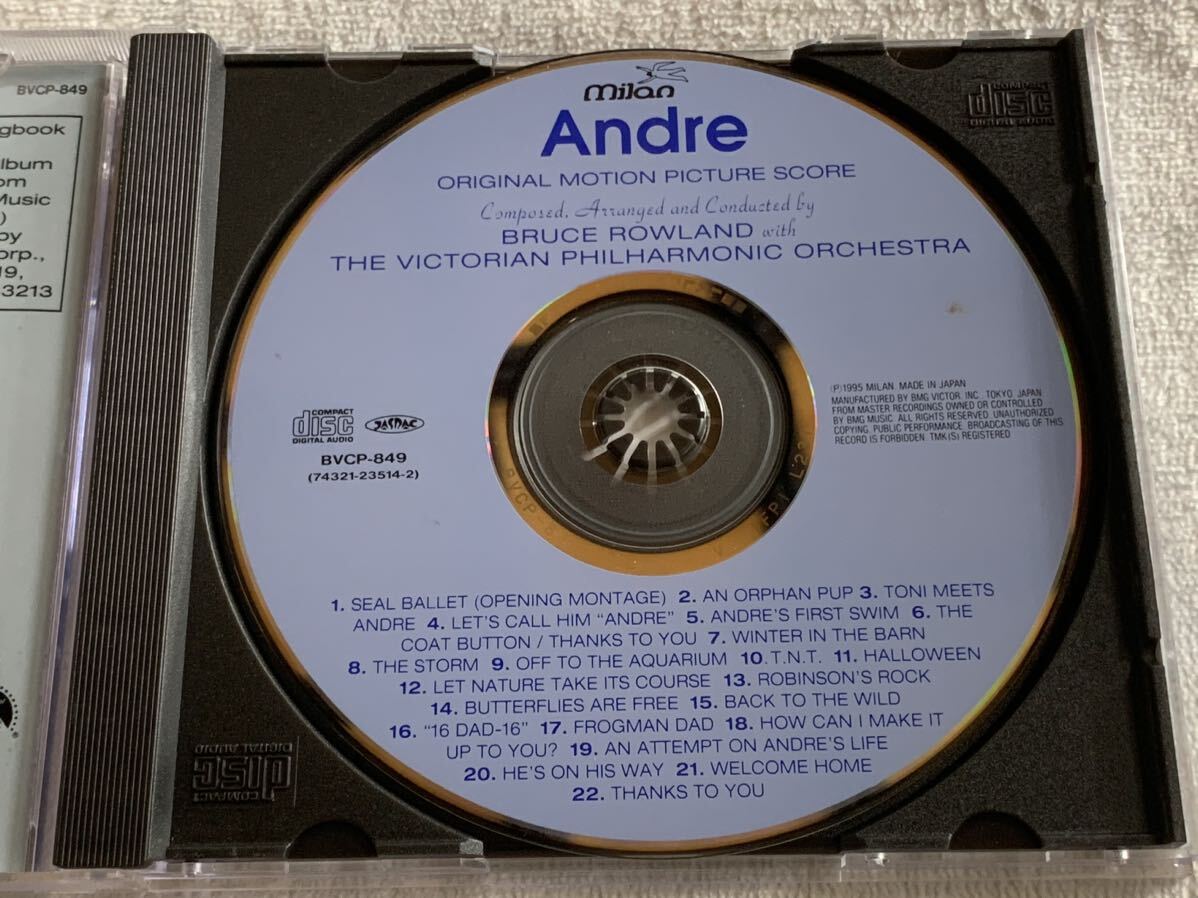 BVCP-849
gbook
lbum
om
Music
)
by
orp.,
19,
3213
milan
Andre
ORIGINAL MOTION PICTURE SCORE
Composed, Arranged and Conducted by
BRUCE ROWLAND with
THE VICTORIAN PHILHARMONIC ORCHESTRA
COMPACT
disc
DIGITAL AUDIO
JASRAC
BVCP-849
(74321-23514-2)
(P)1995 MILAN. MADE IN JAPAN
MANUFACTURED BY BMG VICTOR. INC., TOKYO, JAPAN
FROM MASTER RECORDINGS OWNED OR CONTROLLED
BY BMG MUSIC. ALL RIGHTS RESERVED. UNAUTHORIZED
COPYING. PUBLIC PERFORMANCE. BROADCASTING OF THIS
RECORD IS FORBIDDEN. TMK(S) REGISTERED
1. SEAL BALLET (OPENING MONTAGE) 2. AN ORPHAN PUP 3. TONI MEETS
ANDRE 4. LET'S CALL HIM "ANDRE" 5. ANDRE'S FIRST SWIM 6. THE
COAT BUTTON / THANKS TO YOU 7. WINTER IN THE BARN
8. THE STORM 9. OFF TO THE AQUARIUM 10. T.N.T. 11. HALLOWEEN
12. LET NATURE TAKE ITS COURSE 13. ROBINSON'S ROCK
14. BUTTERFLIES ARE FREE 15. BACK TO THE WILD
16. "16 DAD-16" 17. FROGMAN DAD 18. HOW CAN I MAKE IT
UP TO YOU? 19. AN ATTEMPT ON ANDRE'S LIFE
20. HE'S ON HIS WAY 21. WELCOME HOME
22. THANKS TO YOU
COMPACT
disc
DIGITAL AUDIO
COMPACT
disc
DIGITAL AUDIO